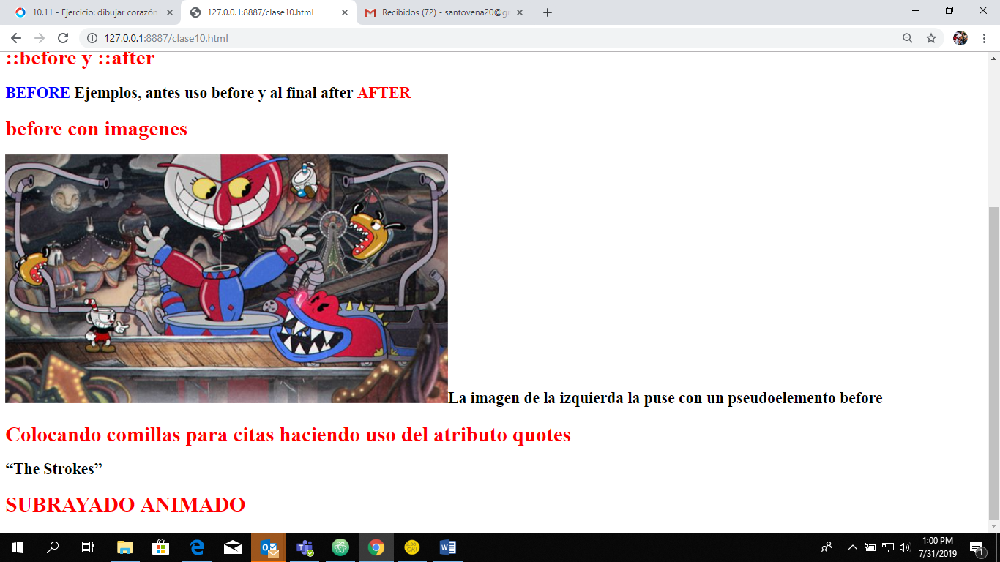 10.11 - Ejercicio: dibujar corazón
127.0.0.1:8887/clase10.html
Recibidos (72) - santovena20@g
127.0.0.1:8887/clase10.html
::before y ::after
BEFORE Ejemplos, antes uso before y al final after AFTER
before con imagenes
La imagen de la izquierda la puse con un pseudoelemento before
Colocando comillas para citas haciendo uso del atributo quotes
“The Strokes”
SUBRAYADO ANIMADO
1:00 PM
7/31/2019
1